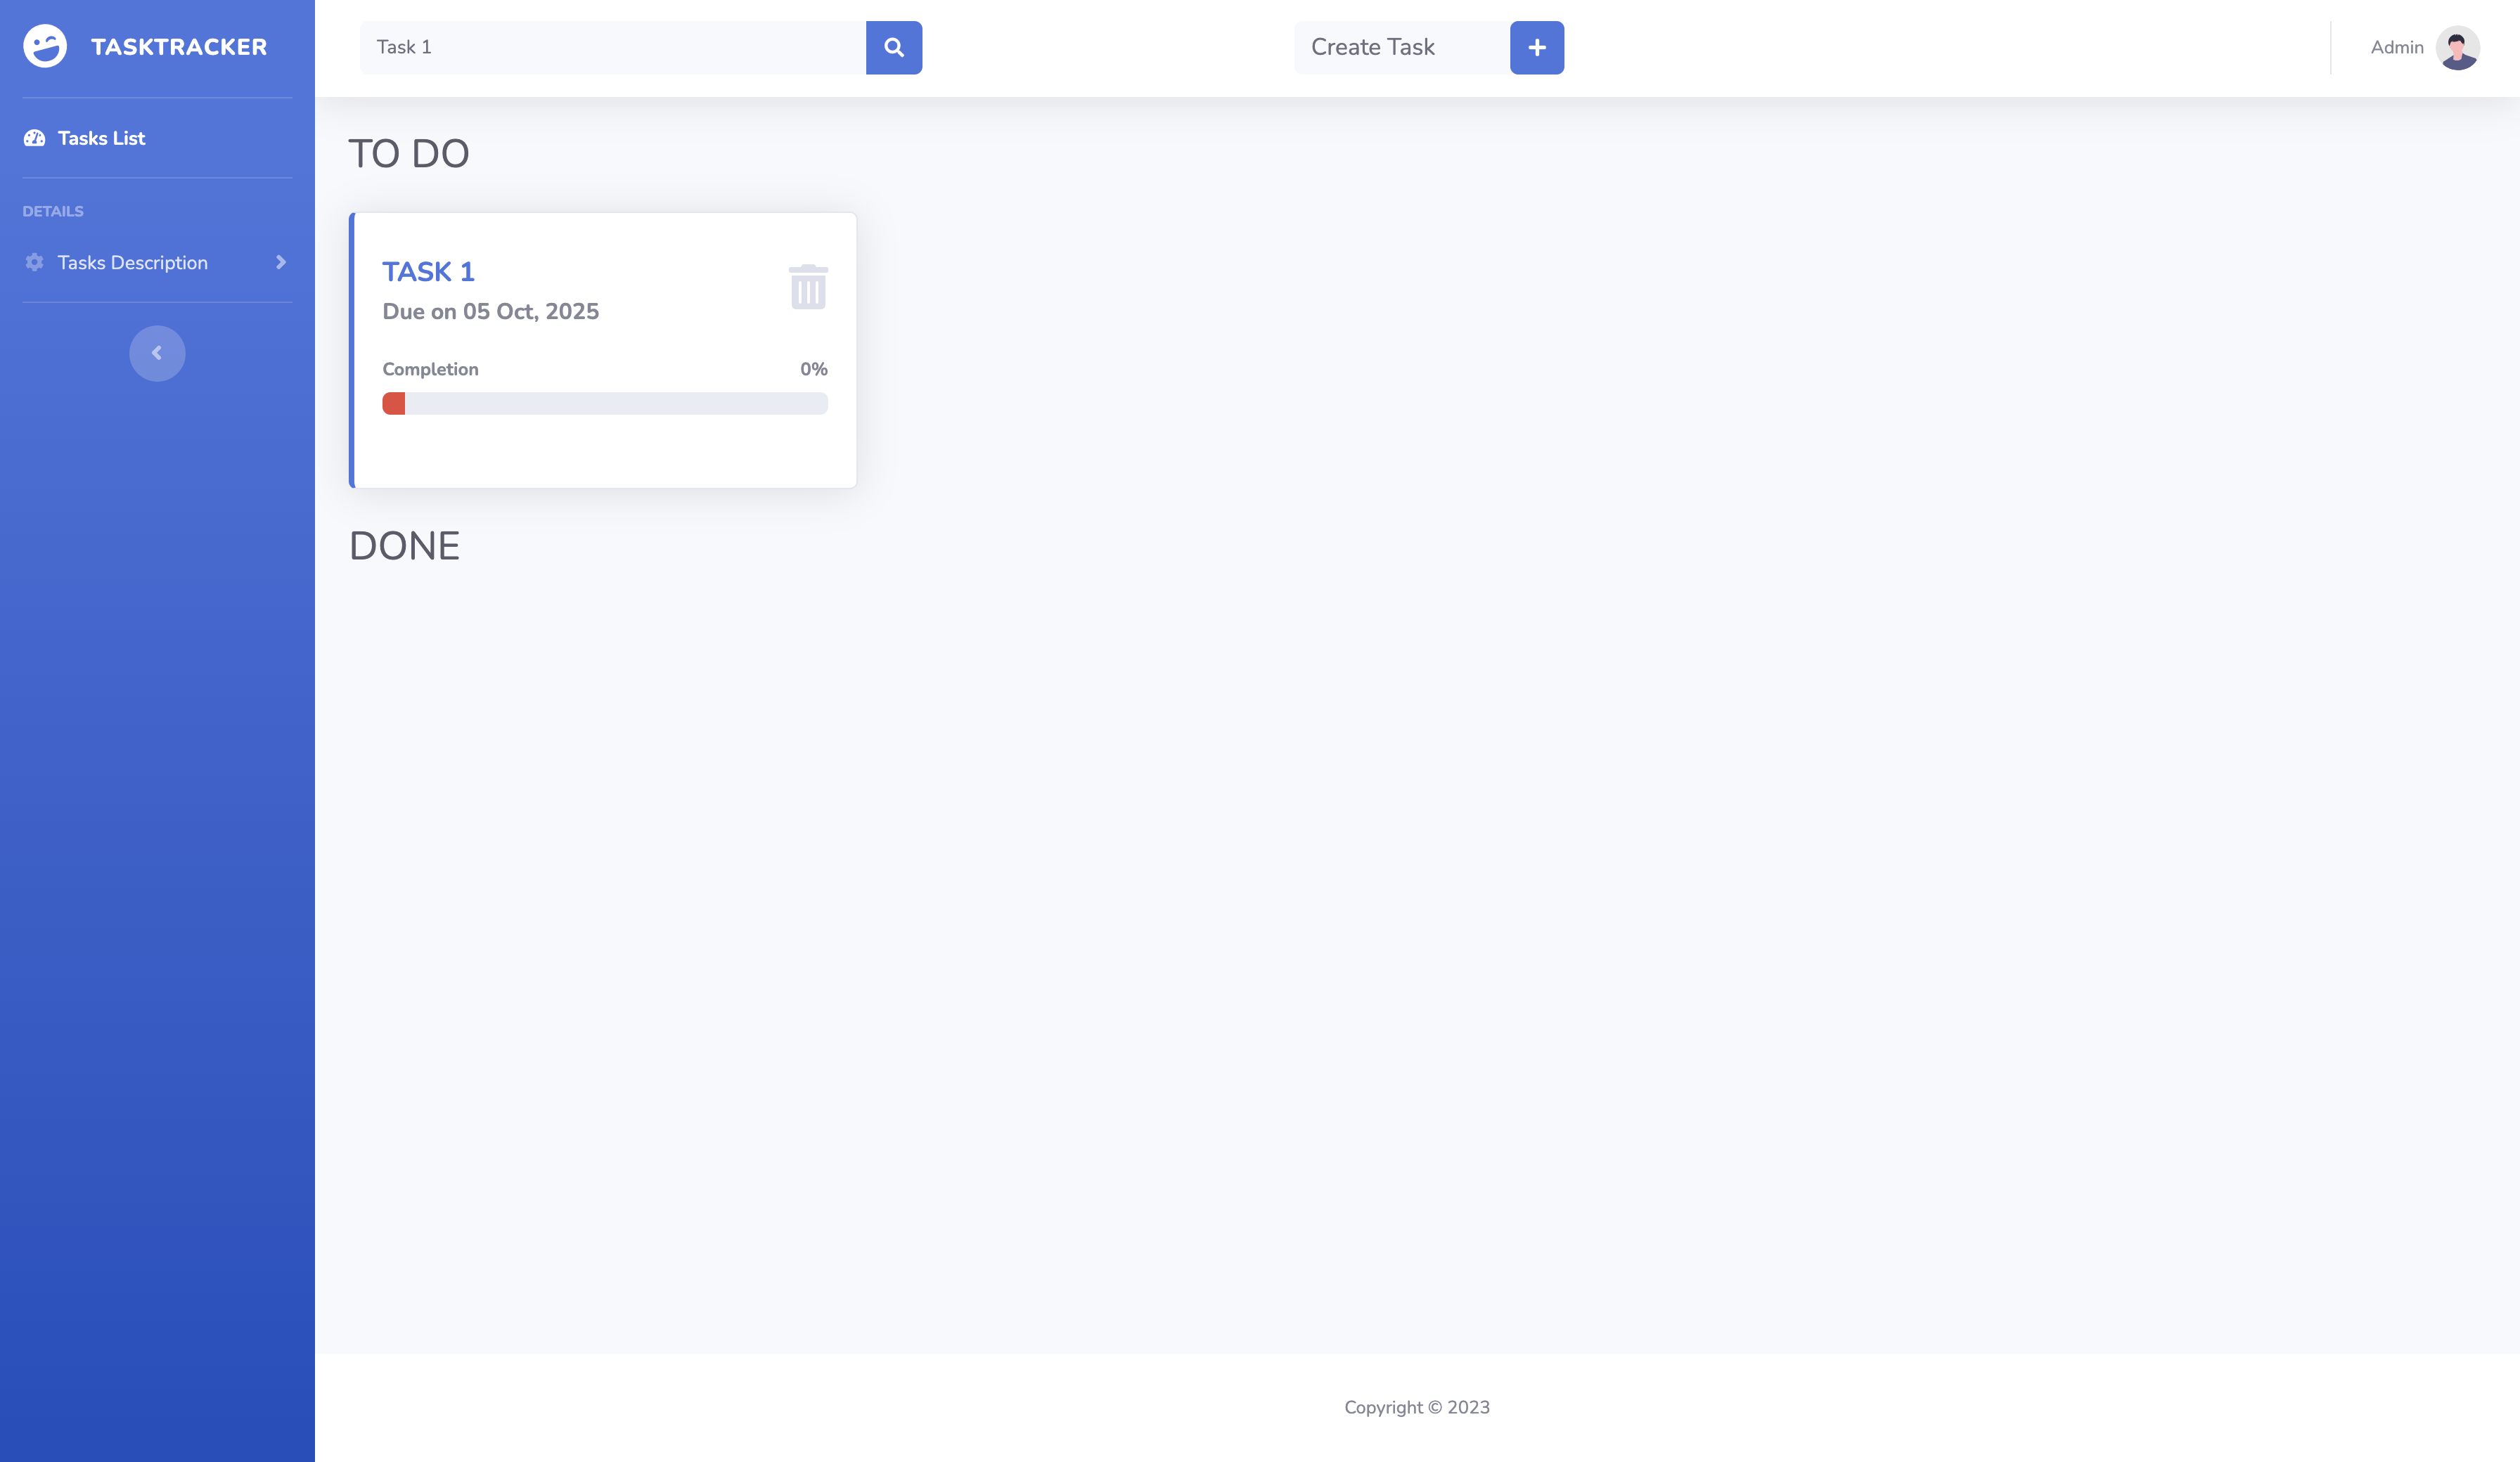 TASKTRACKER
Tasks List
DETAILS
Tasks Description
Task 1
Create Task
Admin
TO DO
TASK 1
Due on 05 Oct, 2025
Completion 0%
DONE
Copyright © 2023